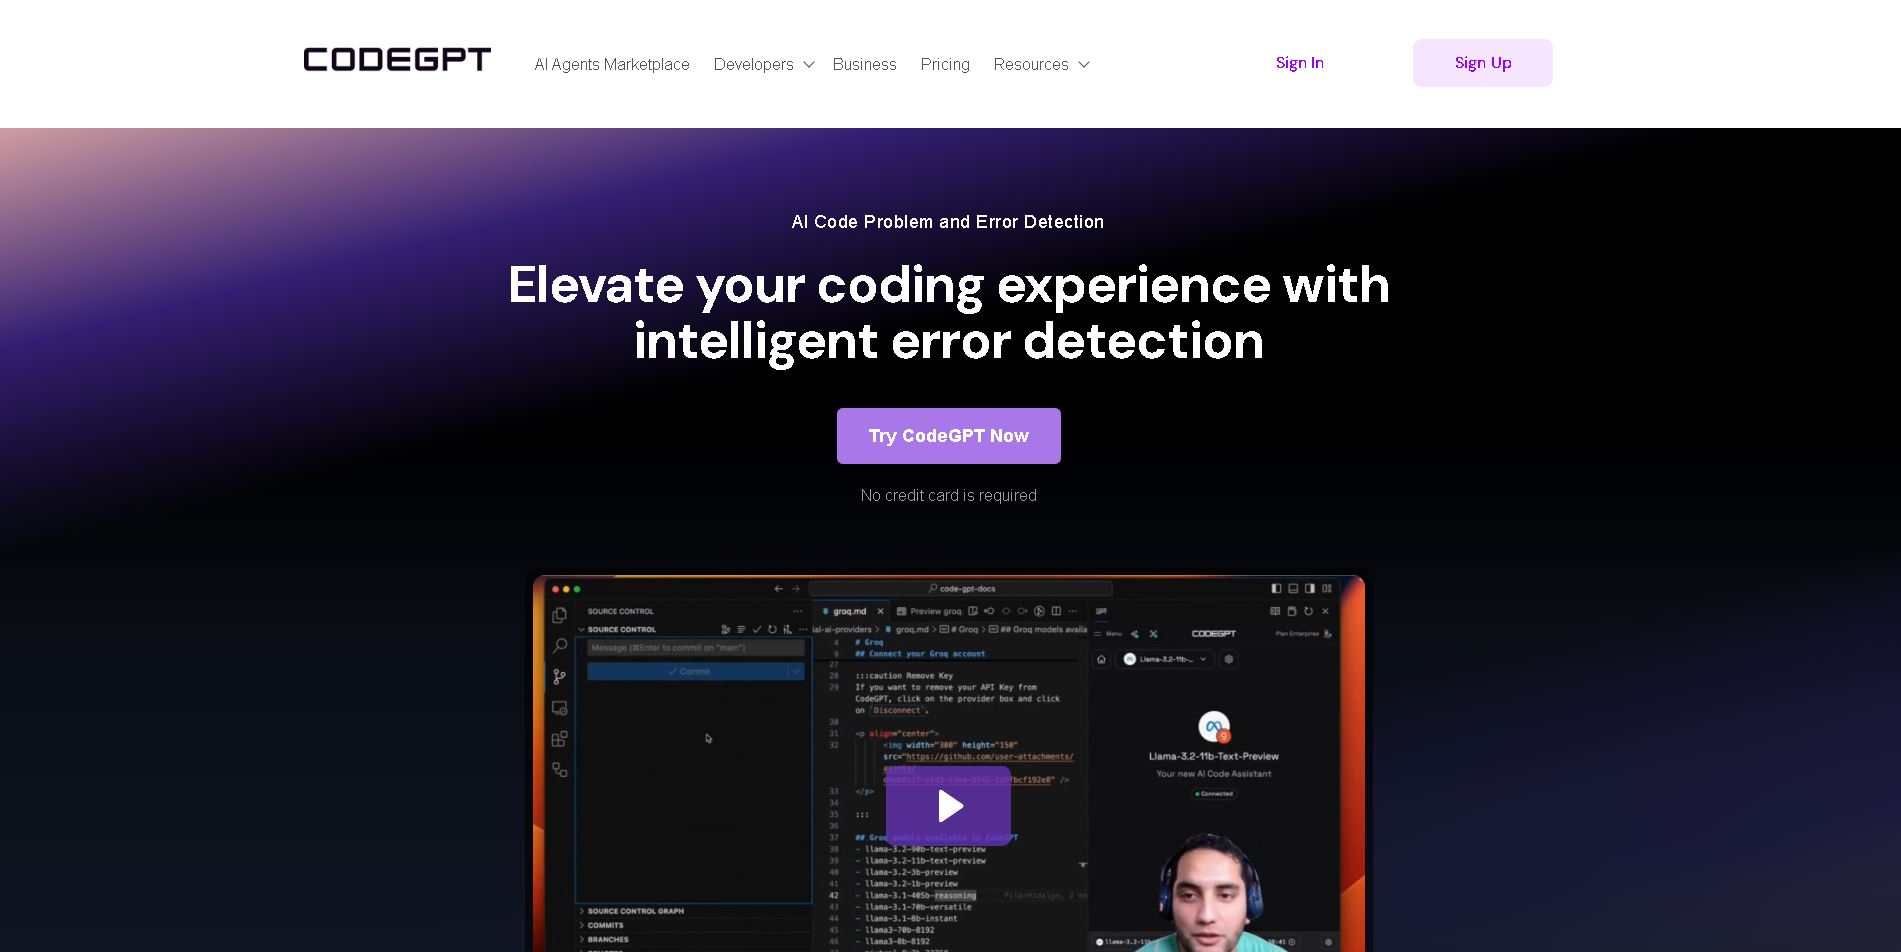 CODEGPT
AI Agents Marketplace
Developers
Business
Pricing
Resources
Sign In
Sign Up
AI Code Problem and Error Detection
Elevate your coding experience with
intelligent error detection
Try CodeGPT Now
No credit card is required
code-gpt-docs
SOURCE CONTROL
SOURCE CONTROL
Message (⌘Enter to commit on "main")
Commit
SOURCE CONTROL GRAPH
COMMITS
BRANCHES
groq.md
Preview groq.
ial-ai-providers > groq.md > # Groq > ## Groq models availa
4 # Groq
9 ## Connect your Groq account
27
28 :::caution Remove Key
29 If you want to remove your API Key from
CodeGPT, click on the provider box and click
on `Disconnect`.
30
31 <p align="center">
32 <img width="300" height="150"
src="https://github.com/user-attachments/
assets/
" />
33 </p>
34
35 :::
36
37 ## Groq models available in CodeGPT
38 - llama-3.2-90b-text-preview
39 - llama-3.2-11b-text-preview
40 - llama-3.2-3b-preview
41 - llama-3.2-1b-preview
42 - llama-3.1-405b-reasoning PilarHidalgo, 2 mo
43 - llama-3.1-70b-versatile
44 - llama-3.1-8b-instant
45 - llama3-70b-8192
46 - llama3-8b-8192
GPT
Menu
CODEGPT
Plan Enterprise
Llama-3.2-11b-...
9
Llama-3.2-11b-Text-Preview
Your new AI Code Assistant
Connected
llama-3.2-11